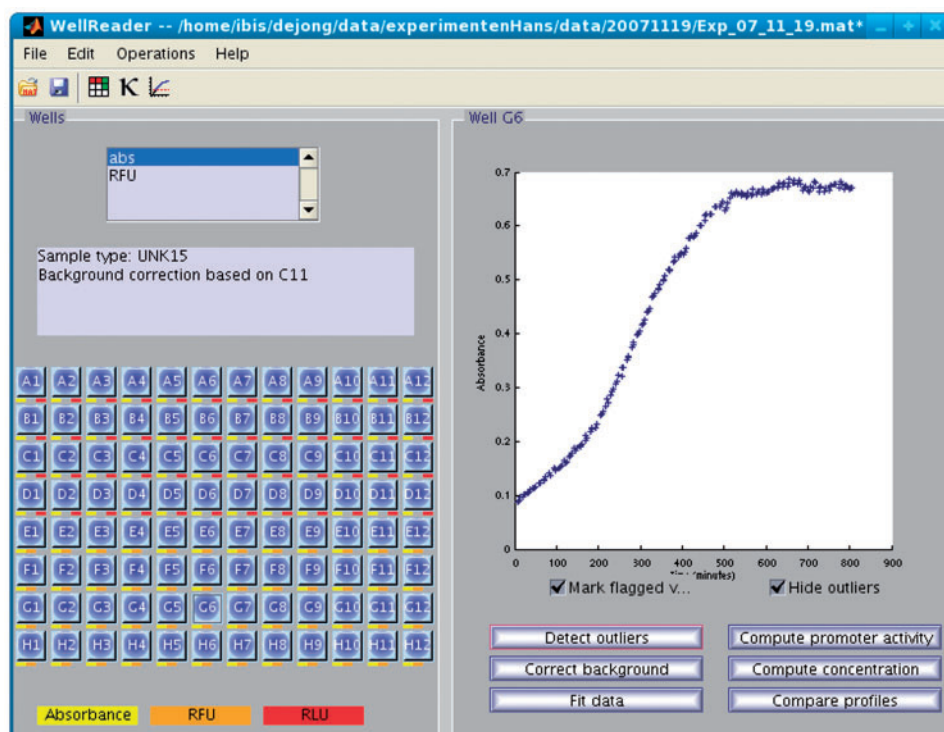 WellReader -- /home/ibis/dejong/data/experimentenHans/data/20071119/Exp_07_11_19.mat*
File Edit Operations Help
K
Wells
abs
RFU
Sample type: UNK15
Background correction based on C11
A1 A2 A3 A4 A5 A6 A7 A8 A9 A10 A11 A12
B1 B2 B3 B4 B5 B6 B7 B8 B9 B10 B11 B12
C1 C2 C3 C4 C5 C6 C7 C8 C9 C10 C11 C12
D1 D2 D3 D4 D5 D6 D7 D8 D9 D10 D11 D12
E1 E2 E3 E4 E5 E6 E7 E8 E9 E10 E11 E12
F1 F2 F3 F4 F5 F6 F7 F8 F9 F10 F11 F12
G1 G2 G3 G4 G5 G6 G7 G8 G9 G10 G11 G12
H1 H2 H3 H4 H5 H6 H7 H8 H9 H10 H11 H12
Absorbance RFU RLU
Well G6
0.7
0.6
0.5
0.4
0.3
0.2
0.1
0
Absorbance
0 100 200 300 400 500 600 700 800 900
(minutes)
Mark flagged v... Hide outliers
Detect outliers Compute promoter activity
Correct background Compute concentration
Fit data Compare profiles